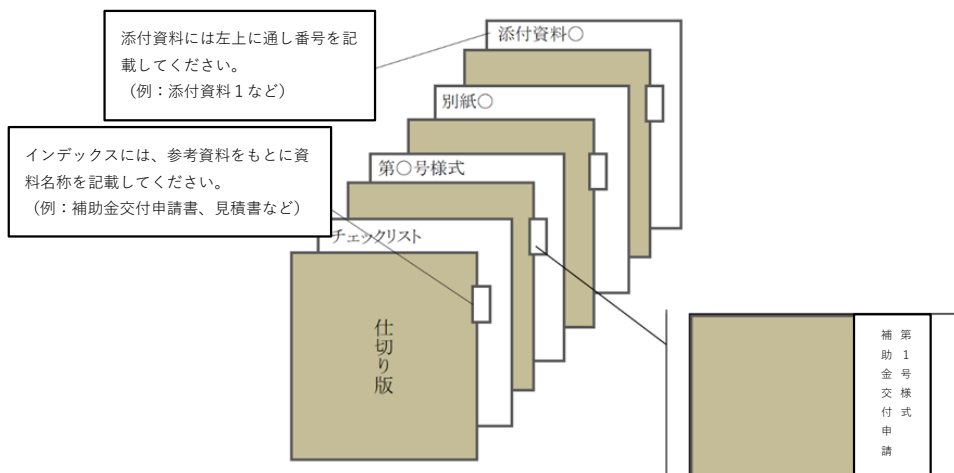 添付資料には左上に通し番号を記
載してください。
（例：添付資料１など）
添付資料〇
別紙〇
インデックスには、参考資料をもとに資
料名称を記載してください。
（例：補助金交付申請書、見積書など）
第〇号様式
チェックリスト
仕切り版
第１号様式
補助金交付申請